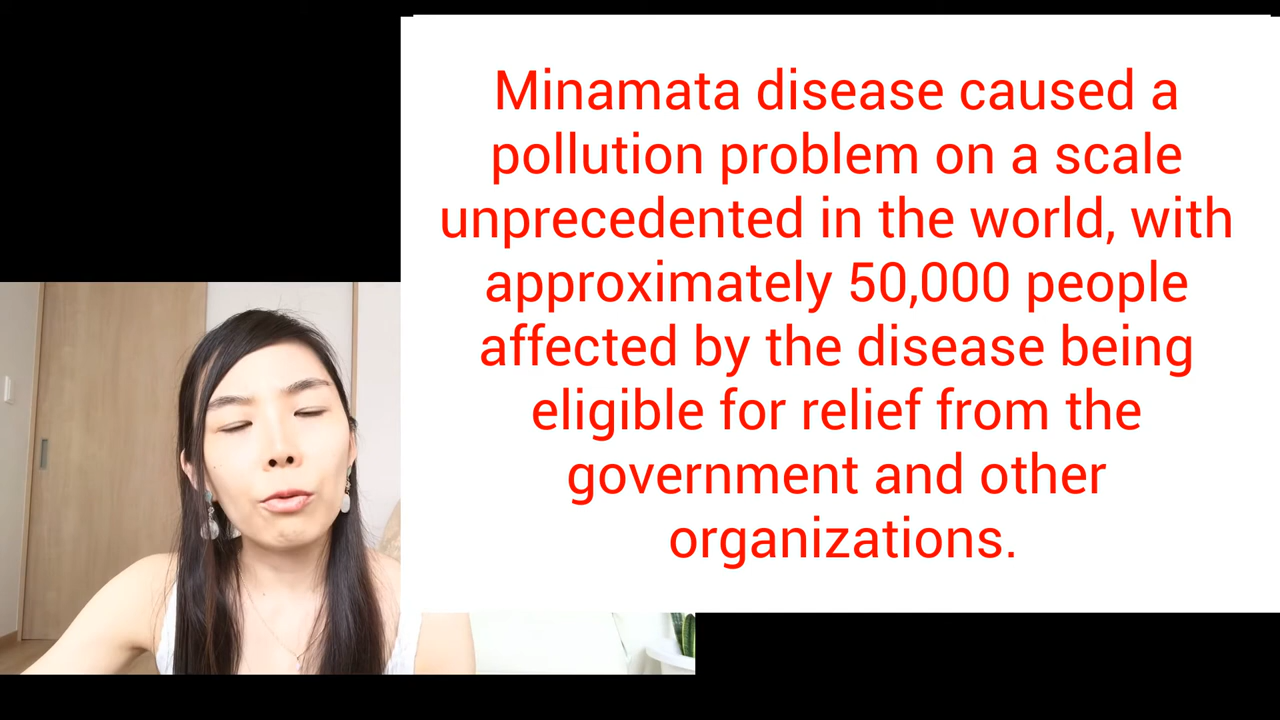 Minamata disease caused a
pollution problem on a scale
unprecedented in the world, with
approximately 50,000 people
affected by the disease being
eligible for relief from the
government and other
organizations.